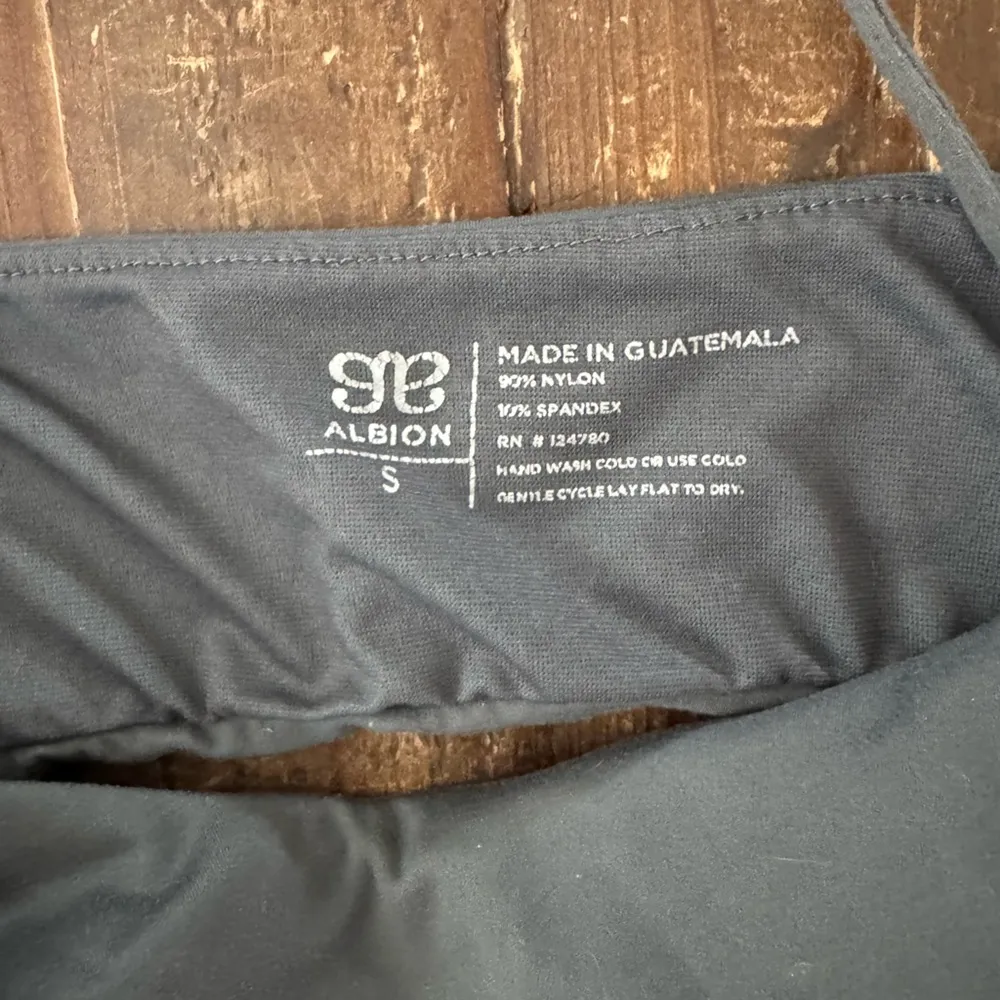 ALBION
S
MADE IN GUATEMALA
90% NYLON
10% SPANDEX
RN # 124780
HAND WASH COLD OR USE COLD
GENTLE CYCLE LAY FLAT TO DRY.